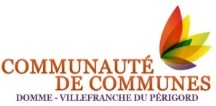 COMMUNAUTÉ
DE COMMUNES
DOMME - VILLEFRANCHE DU PÉRIGORD